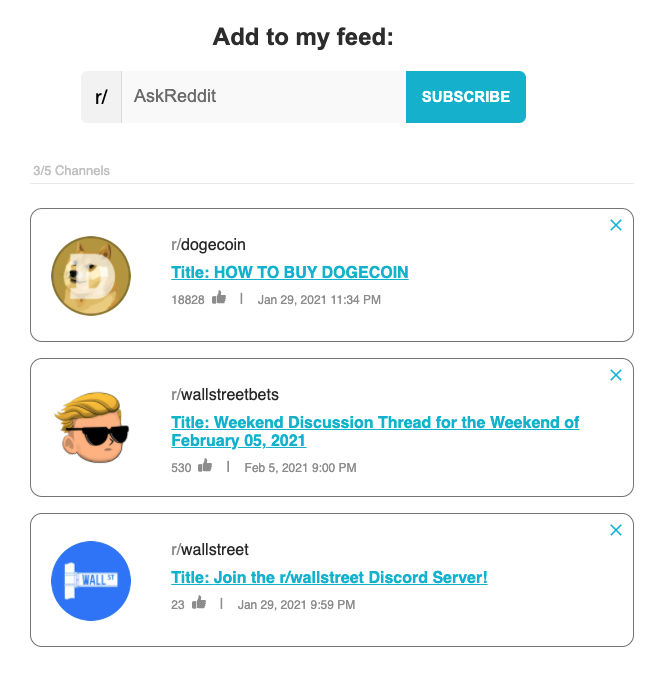 Add to my feed:
r/ AskReddit SUBSCRIBE
3/5 Channels
r/dogecoin
Title: HOW TO BUY DOGECOIN
18828 | Jan 29, 2021 11:34 PM
r/wallstreetbets
Title: Weekend Discussion Thread for the Weekend of
February 05, 2021
530 | Feb 5, 2021 9:00 PM
WALL ST
r/wallstreet
Title: Join the r/wallstreet Discord Server!
23 | Jan 29, 2021 9:59 PM